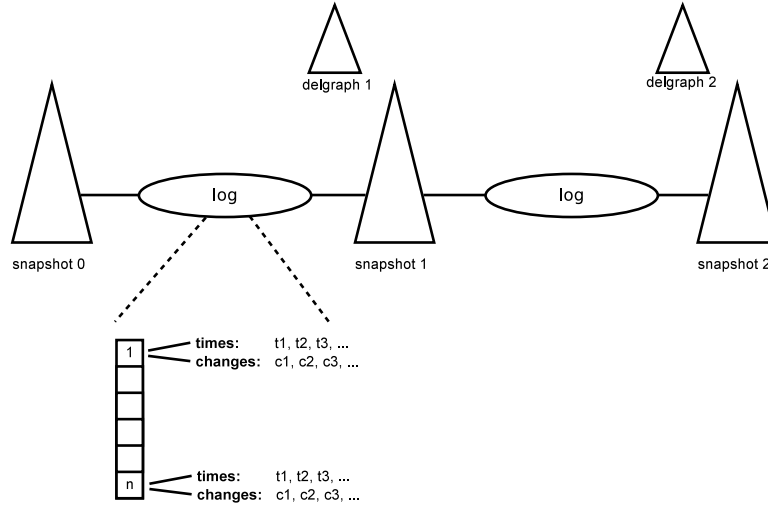 delgraph 1
delgraph 2
log
log
snapshot 0
snapshot 1
snapshot 2
1
times: t1, t2, t3, ...
changes: c1, c2, c3, ...
n
times: t1, t2, t3, ...
changes: c1, c2, c3, ...